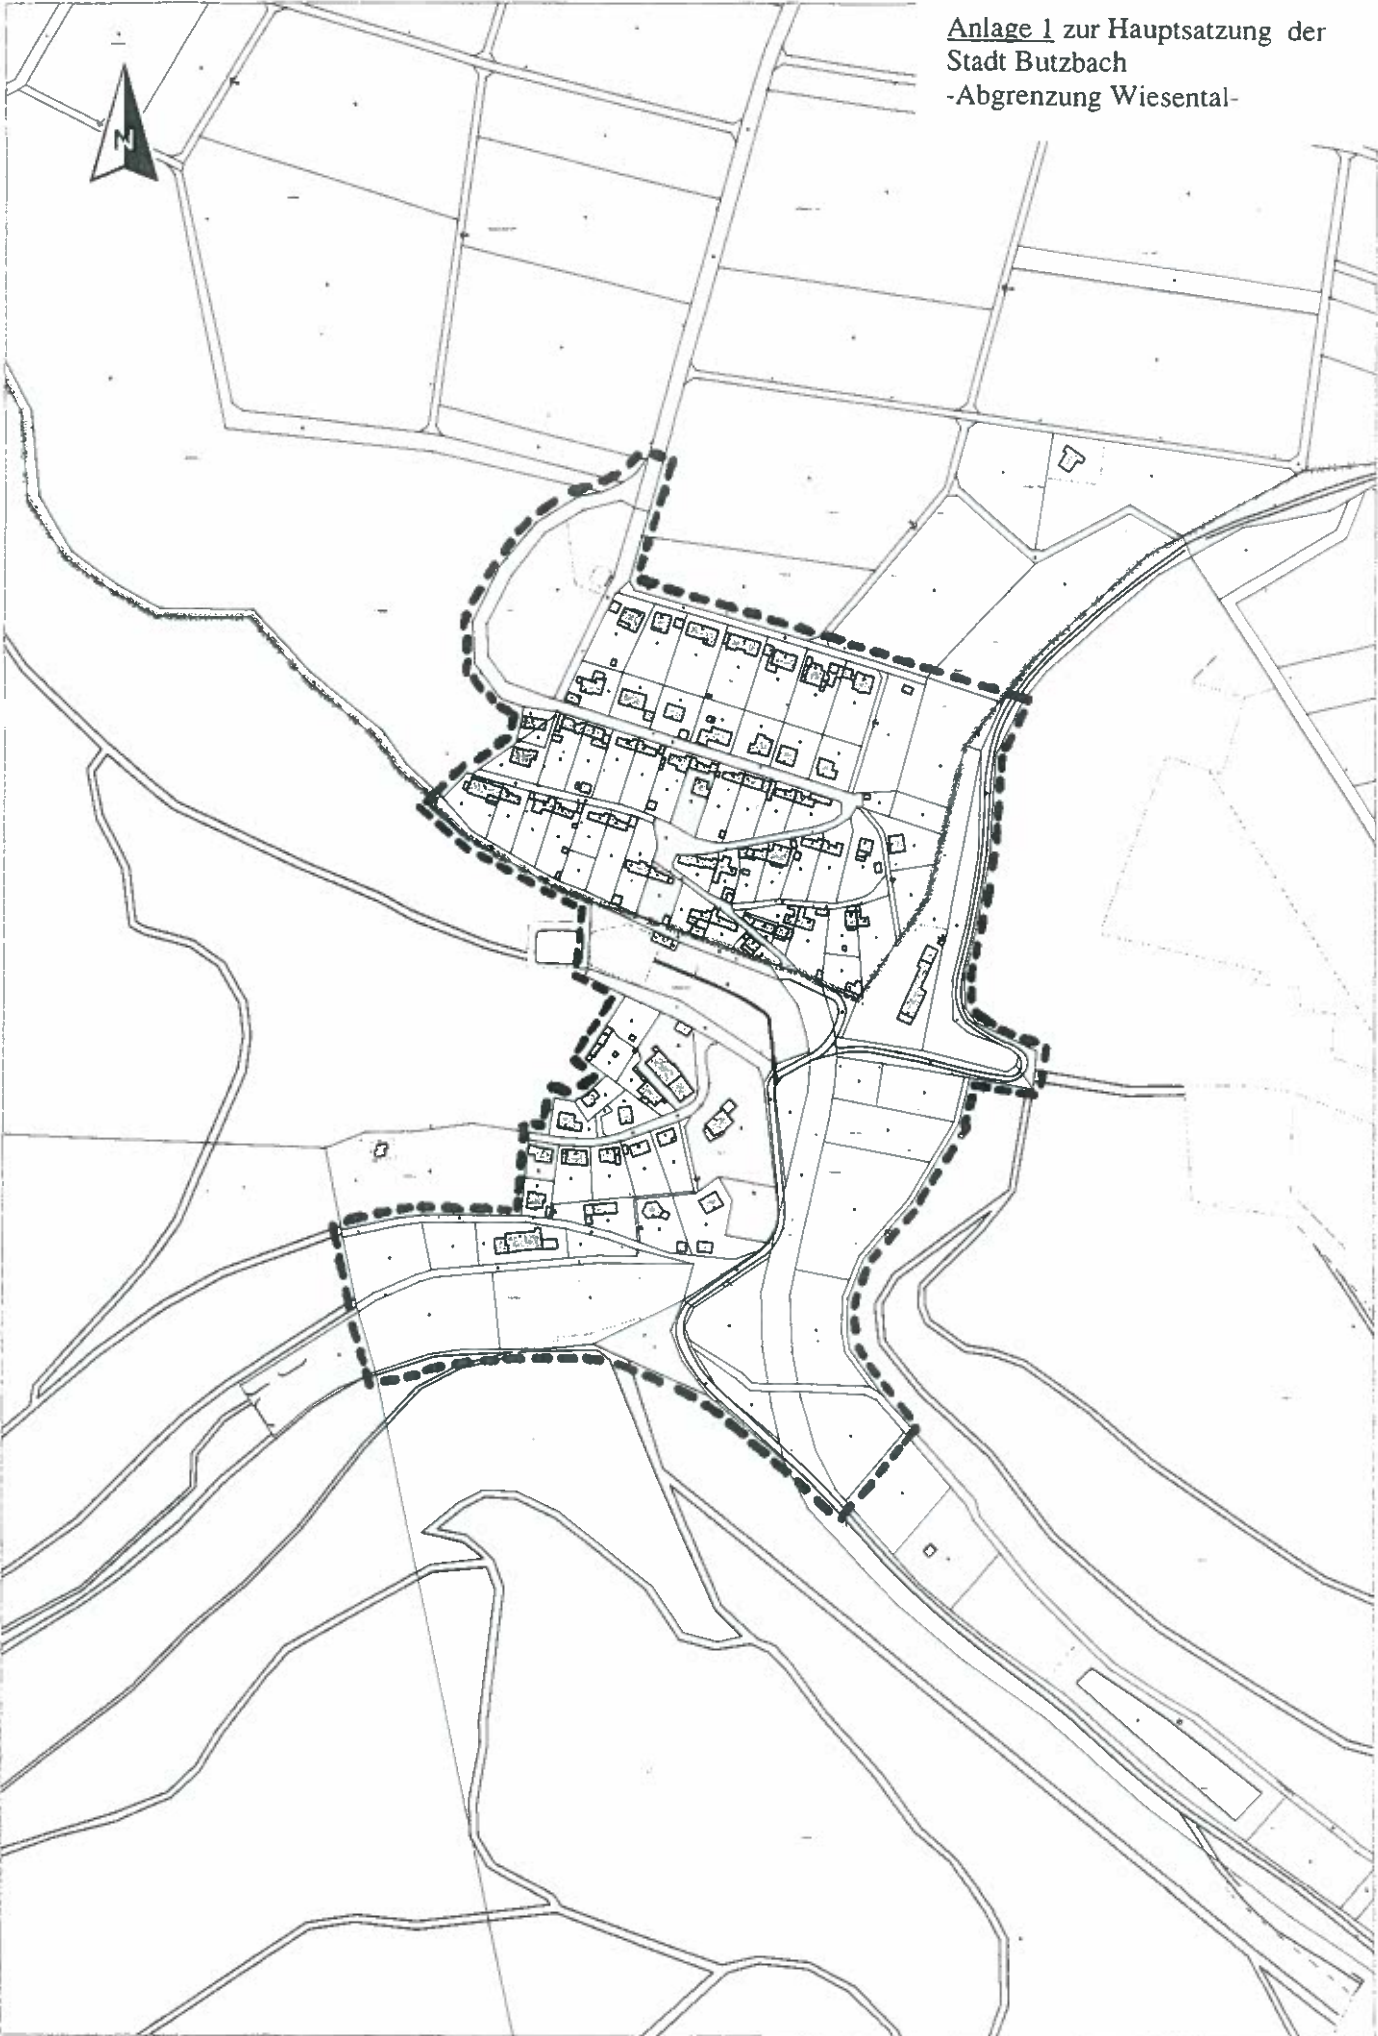 Anlage 1 zur Hauptsatzung der
Stadt Butzbach
-Abgrenzung Wiesental-
N